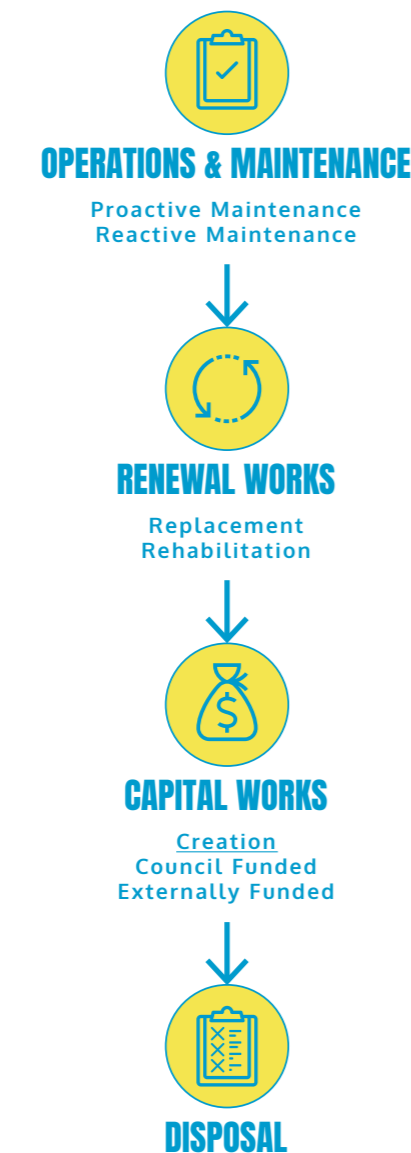 OPERATIONS & MAINTENANCE
Proactive Maintenance
Reactive Maintenance
RENEWAL WORKS
Replacement
Rehabilitation
$
CAPITAL WORKS
Creation
Council Funded
Externally Funded
DISPOSAL